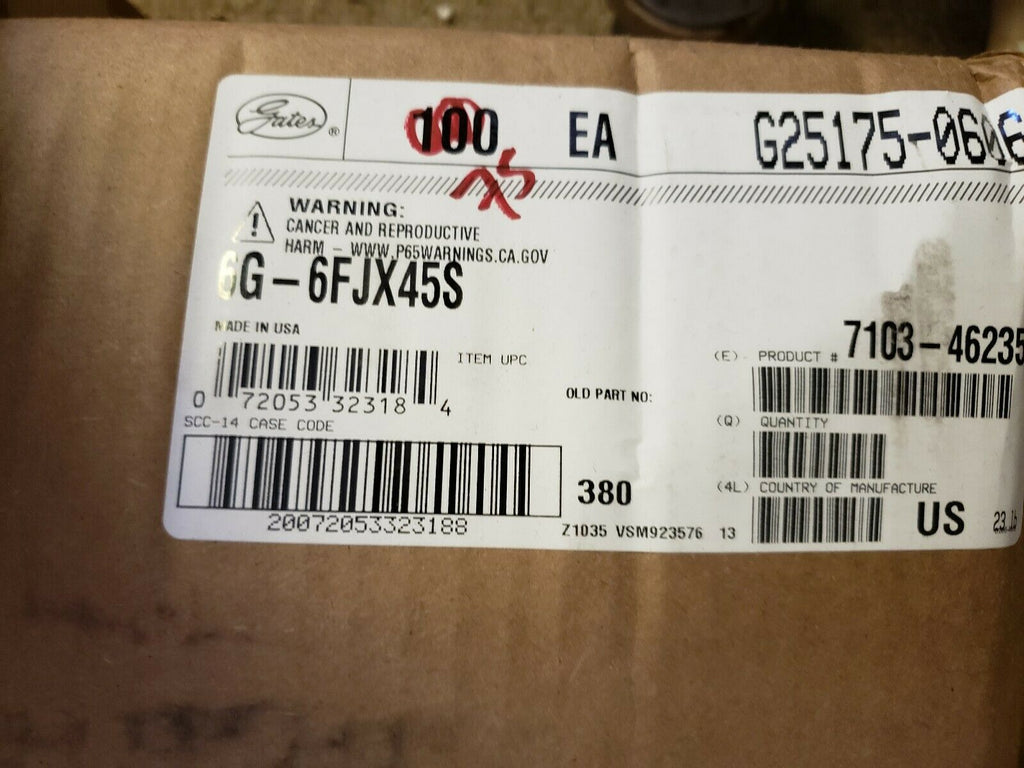 Gates ®
100 EA G25175-0606
WARNING:
CANCER AND REPRODUCTIVE
HARM - WWW.P65WARNINGS.CA.GOV
6G-6FJX45S
MADE IN USA
ITEM UPC
0 72053 32318 4
SCC-14 CASE CODE
20072053323188
OLD PART NO:
380
Z1035 VSM923576 13
(E) PRODUCT # 7103-46235
(Q) QUANTITY
(4L) COUNTRY OF MANUFACTURE
US